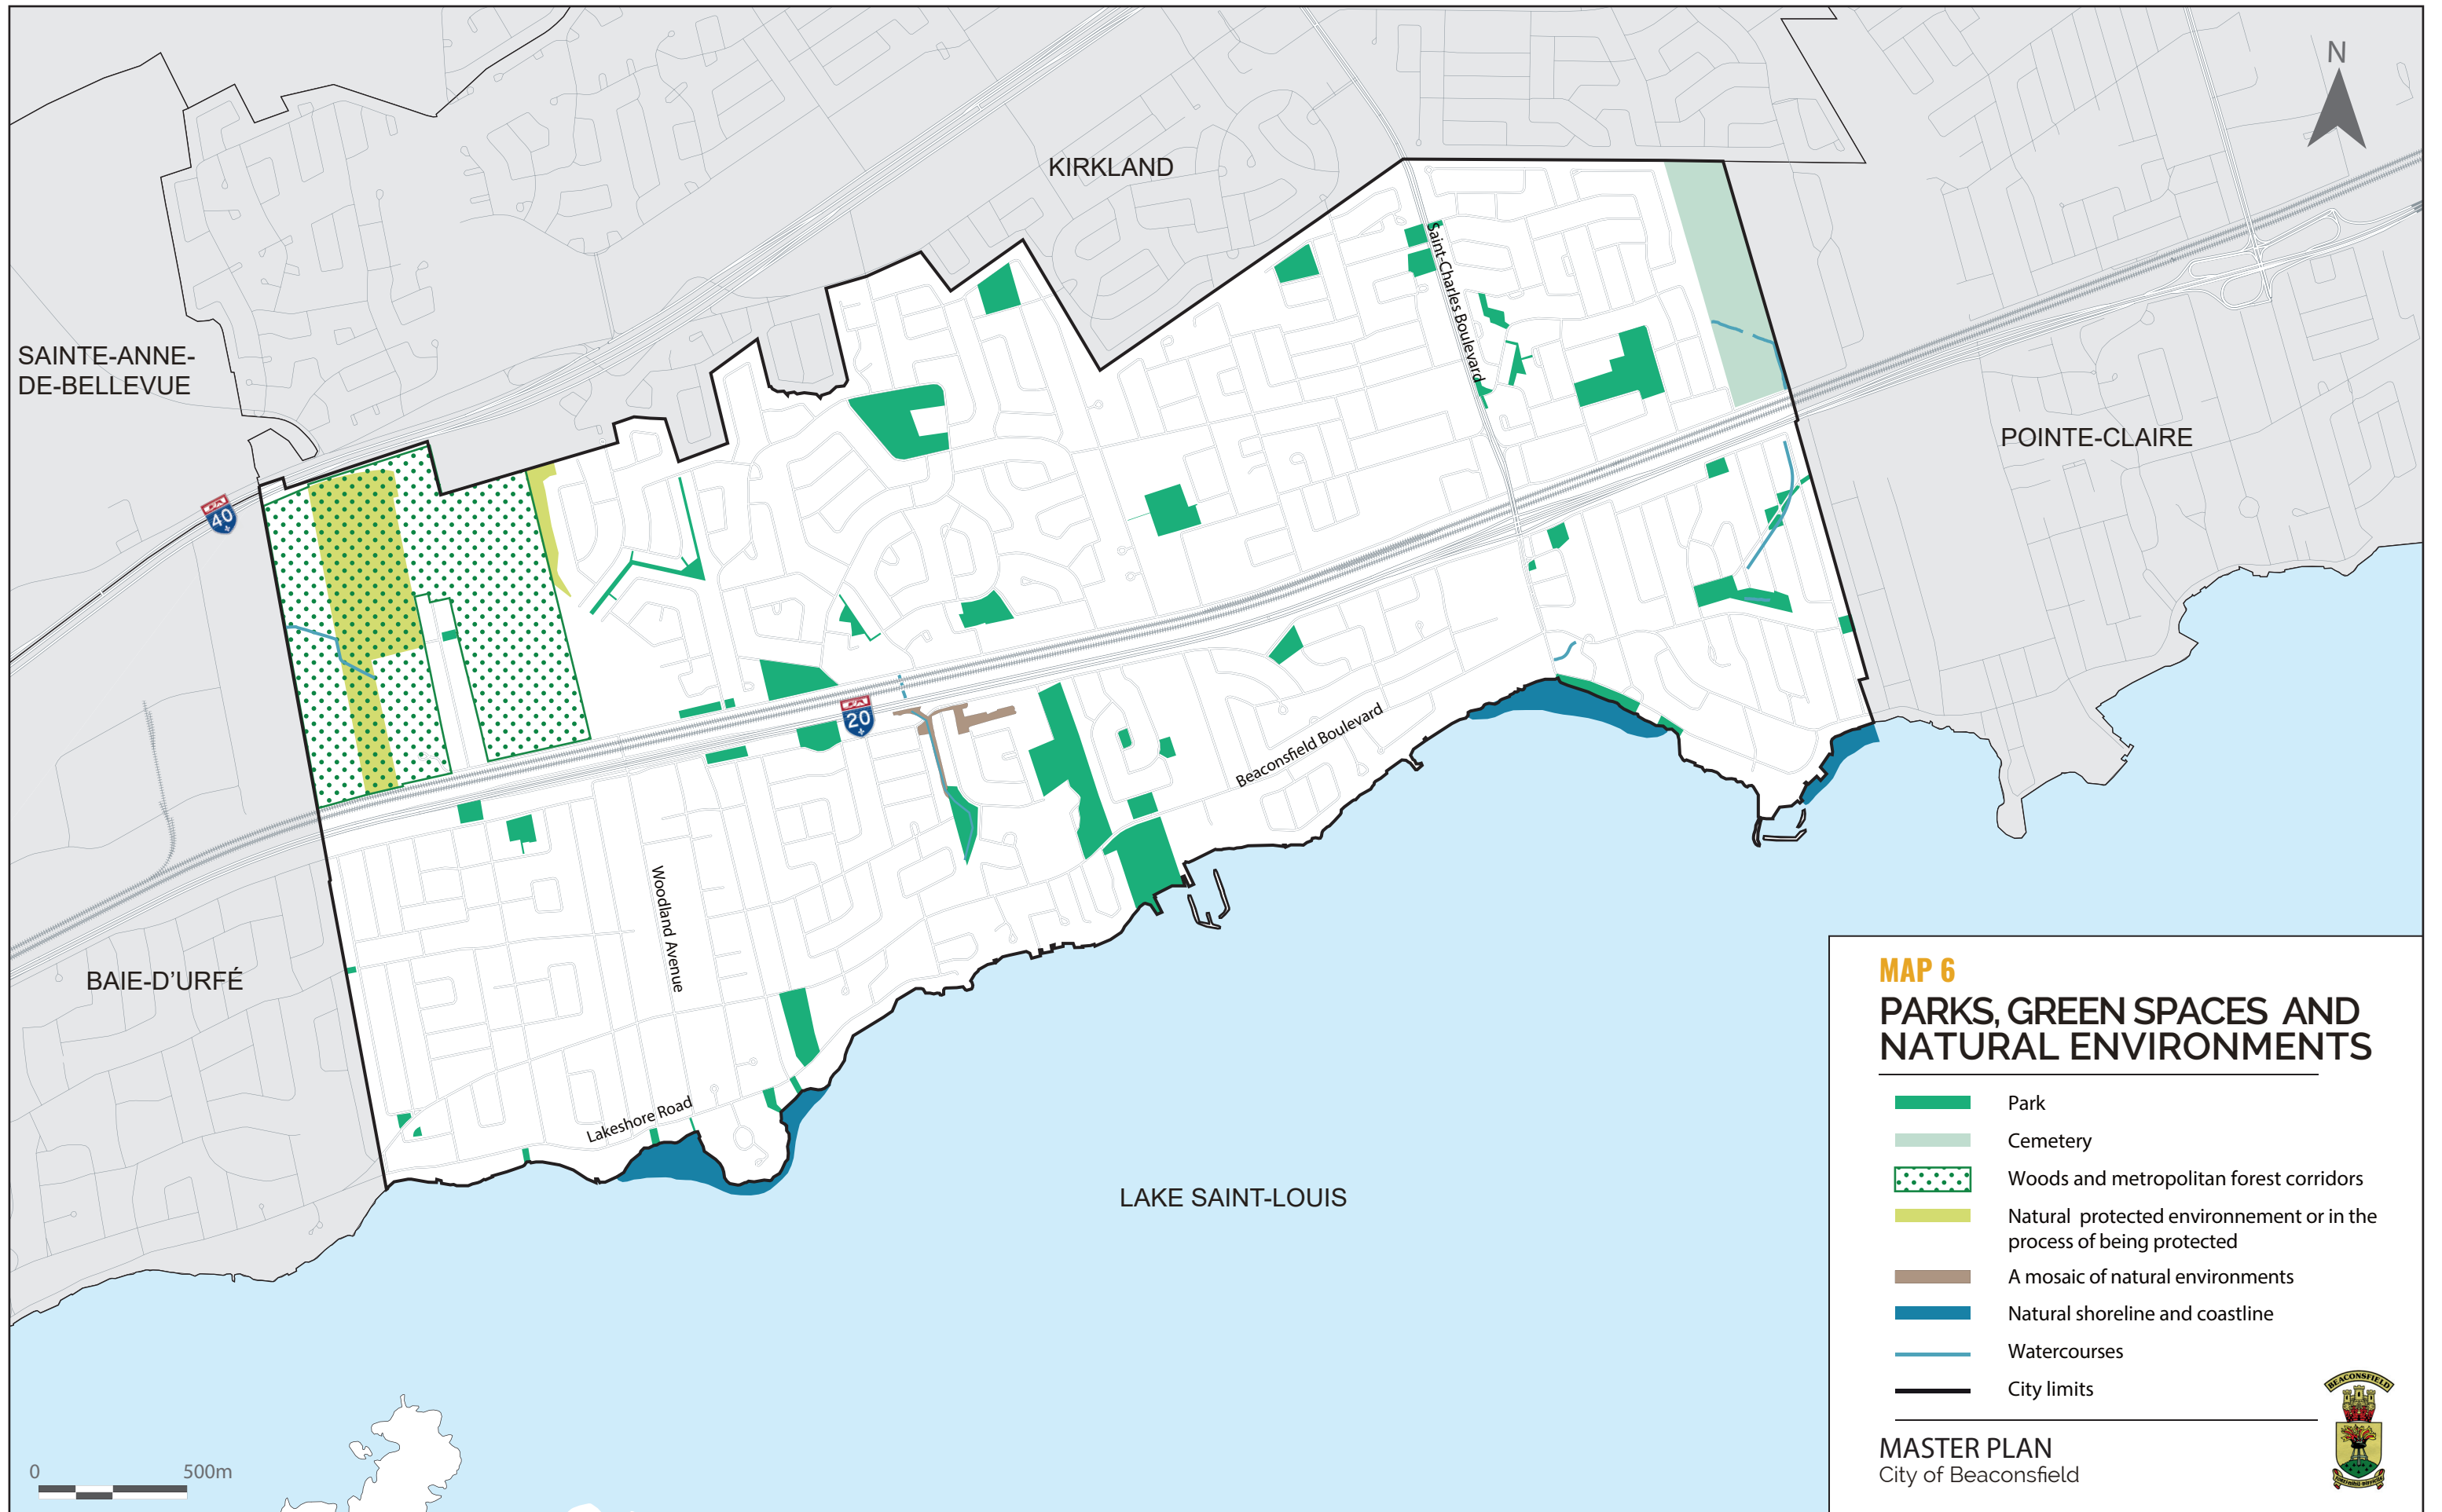 N
KIRKLAND
SAINTE-ANNE-
DE-BELLEVUE
Saint-Charles Boulevard
POINTE-CLAIRE
40
20
Beaconsfield Boulevard
Woodland Avenue
BAIE-D'URFÉ
Lakeshore Road
LAKE SAINT-LOUIS
0 500m
MAP 6
PARKS, GREEN SPACES AND
NATURAL ENVIRONMENTS
Park
Cemetery
Woods and metropolitan forest corridors
Natural protected environnement or in the
process of being protected
A mosaic of natural environments
Natural shoreline and coastline
Watercourses
City limits
MASTER PLAN
City of Beaconsfield
BEACONSFIELD